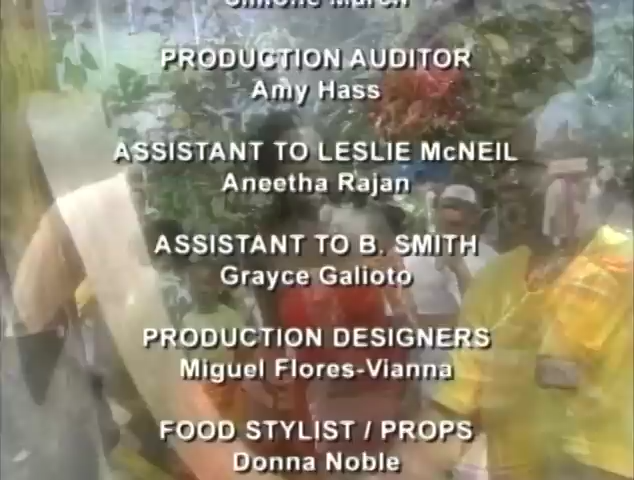 PRODUCTION AUDITOR
Amy Hass
ASSISTANT TO LESLIE McNEIL
Aneetha Rajan
ASSISTANT TO B. SMITH
Grayce Galioto
PRODUCTION DESIGNERS
Miguel Flores-Vianna
FOOD STYLIST / PROPS
Donna Noble